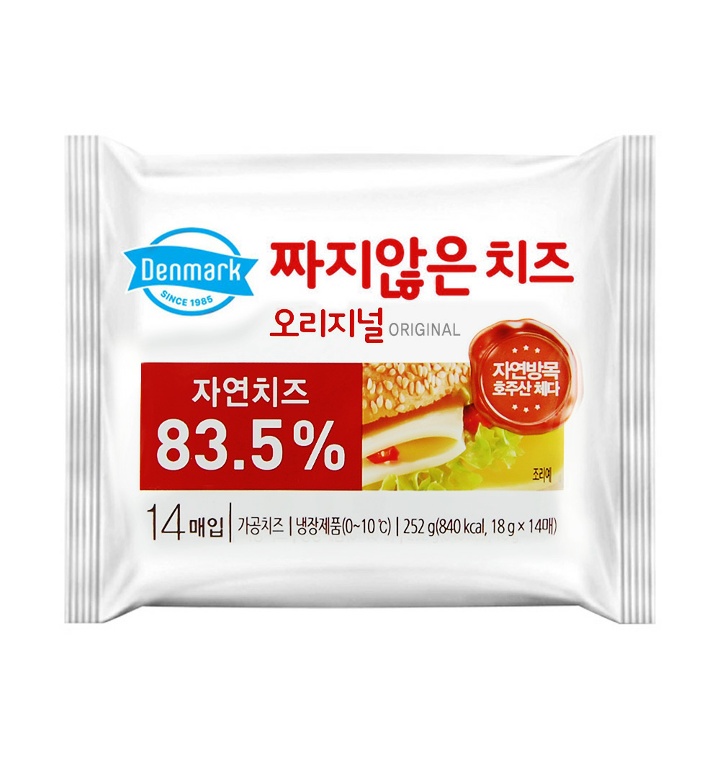 Denmark
SINCE 1985
짜지않은 치즈
오리지널 ORIGINAL
자연치즈
83.5%
자연방목
호주산 체다
조리예
14매입 | 가공치즈 | 냉장제품(0~10℃) | 252 g(840 kcal, 18 g × 14매)